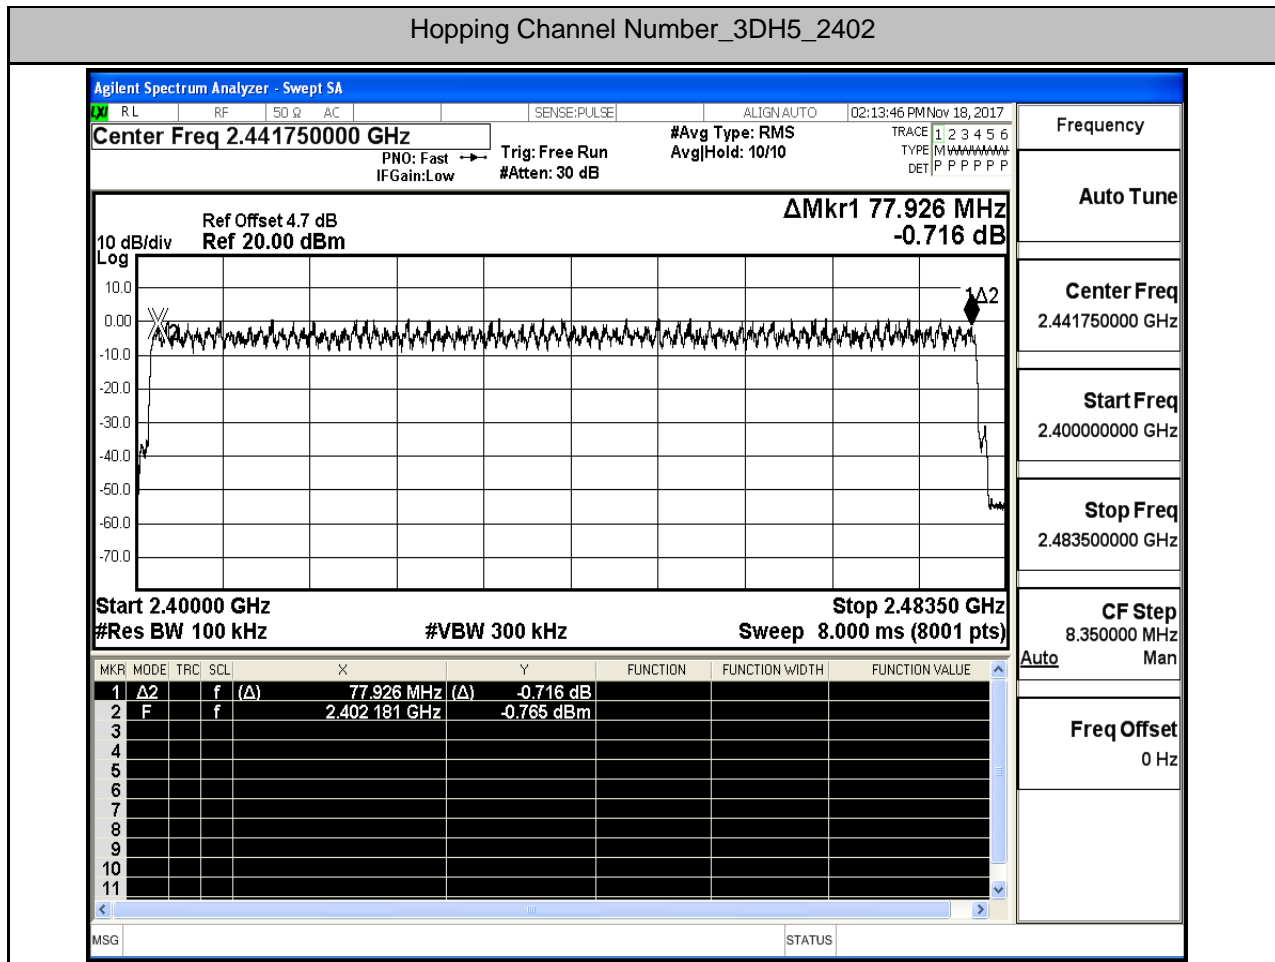 Hopping Channel Number_3DH5_2402
Agilent Spectrum Analyzer - Swept SA
LXI RL RF 50 Ω AC SENSE:PULSE ALIGN AUTO 02:13:46 PM Nov 18, 2017
Center Freq 2.441750000 GHz
PNO: Fast
IFGain:Low
Trig: Free Run
#Atten: 30 dB
#Avg Type: RMS
Avg|Hold: 10/10
TRACE 1 2 3 4 5 6
TYPE M
DET P P P P P P
Ref Offset 4.7 dB
10 dB/div Ref 20.00 dBm
Log
ΔMkr1 77.926 MHz
-0.716 dB
10.0
0.00
-10.0
-20.0
-30.0
-40.0
-50.0
-60.0
-70.0
2
1Δ2
Start 2.40000 GHz Stop 2.48350 GHz
#Res BW 100 kHz #VBW 300 kHz Sweep 8.000 ms (8001 pts)
MKR MODE TRC SCL X Y FUNCTION FUNCTION WIDTH FUNCTION VALUE
1 Δ2 f (Δ) 77.926 MHz (Δ) -0.716 dB
2 F f 2.402 181 GHz -0.765 dBm
3
4
5
6
7
8
9
10
11
MSG STATUS
Frequency
Auto Tune
Center Freq
2.441750000 GHz
Start Freq
2.400000000 GHz
Stop Freq
2.483500000 GHz
CF Step
8.350000 MHz
Auto Man
Freq Offset
0 Hz